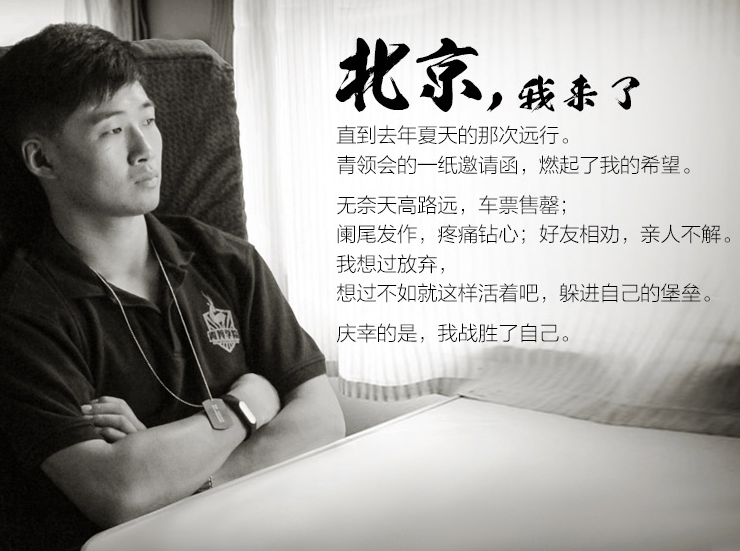 北京，我来了
直到去年夏天的那次远行。
青领会的一纸邀请函，燃起了我的希望。
无奈天高路远，车票售罄；
阑尾发作，疼痛钻心；好友相劝，亲人不解。
我想过放弃，
想过不如就这样活着吧，躲进自己的堡垒。
庆幸的是，我战胜了自己。